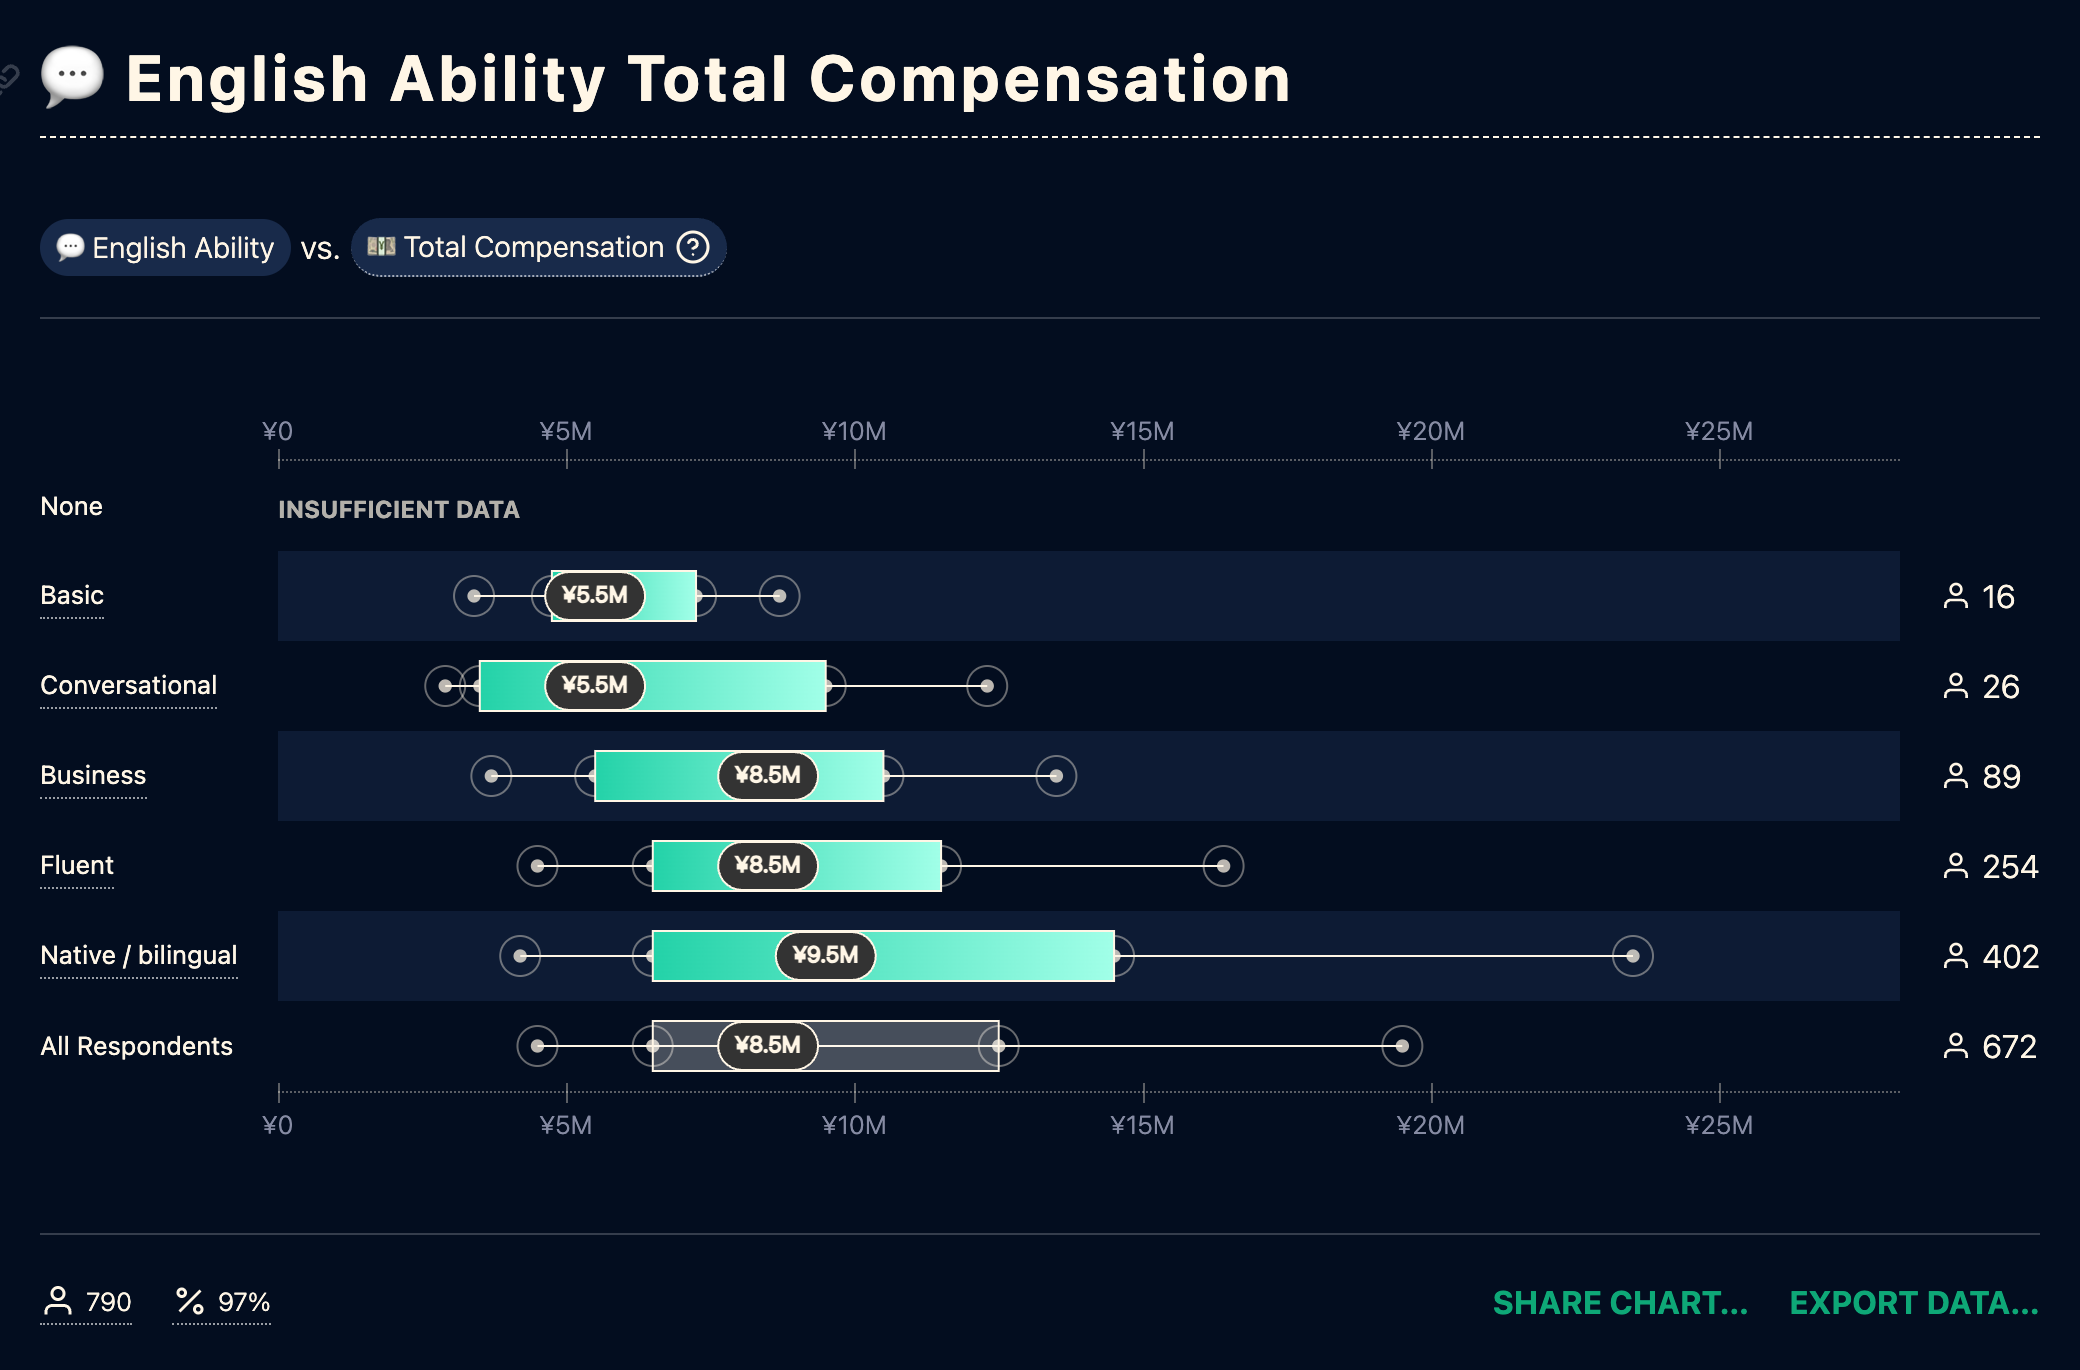 English Ability Total Compensation
English Ability vs. Total Compensation ?
¥0 ¥5M ¥10M ¥15M ¥20M ¥25M
None INSUFFICIENT DATA
Basic ¥5.5M 16
Conversational ¥5.5M 26
Business ¥8.5M 89
Fluent ¥8.5M 254
Native / bilingual ¥9.5M 402
All Respondents ¥8.5M 672
¥0 ¥5M ¥10M ¥15M ¥20M ¥25M
790 97% SHARE CHART... EXPORT DATA...